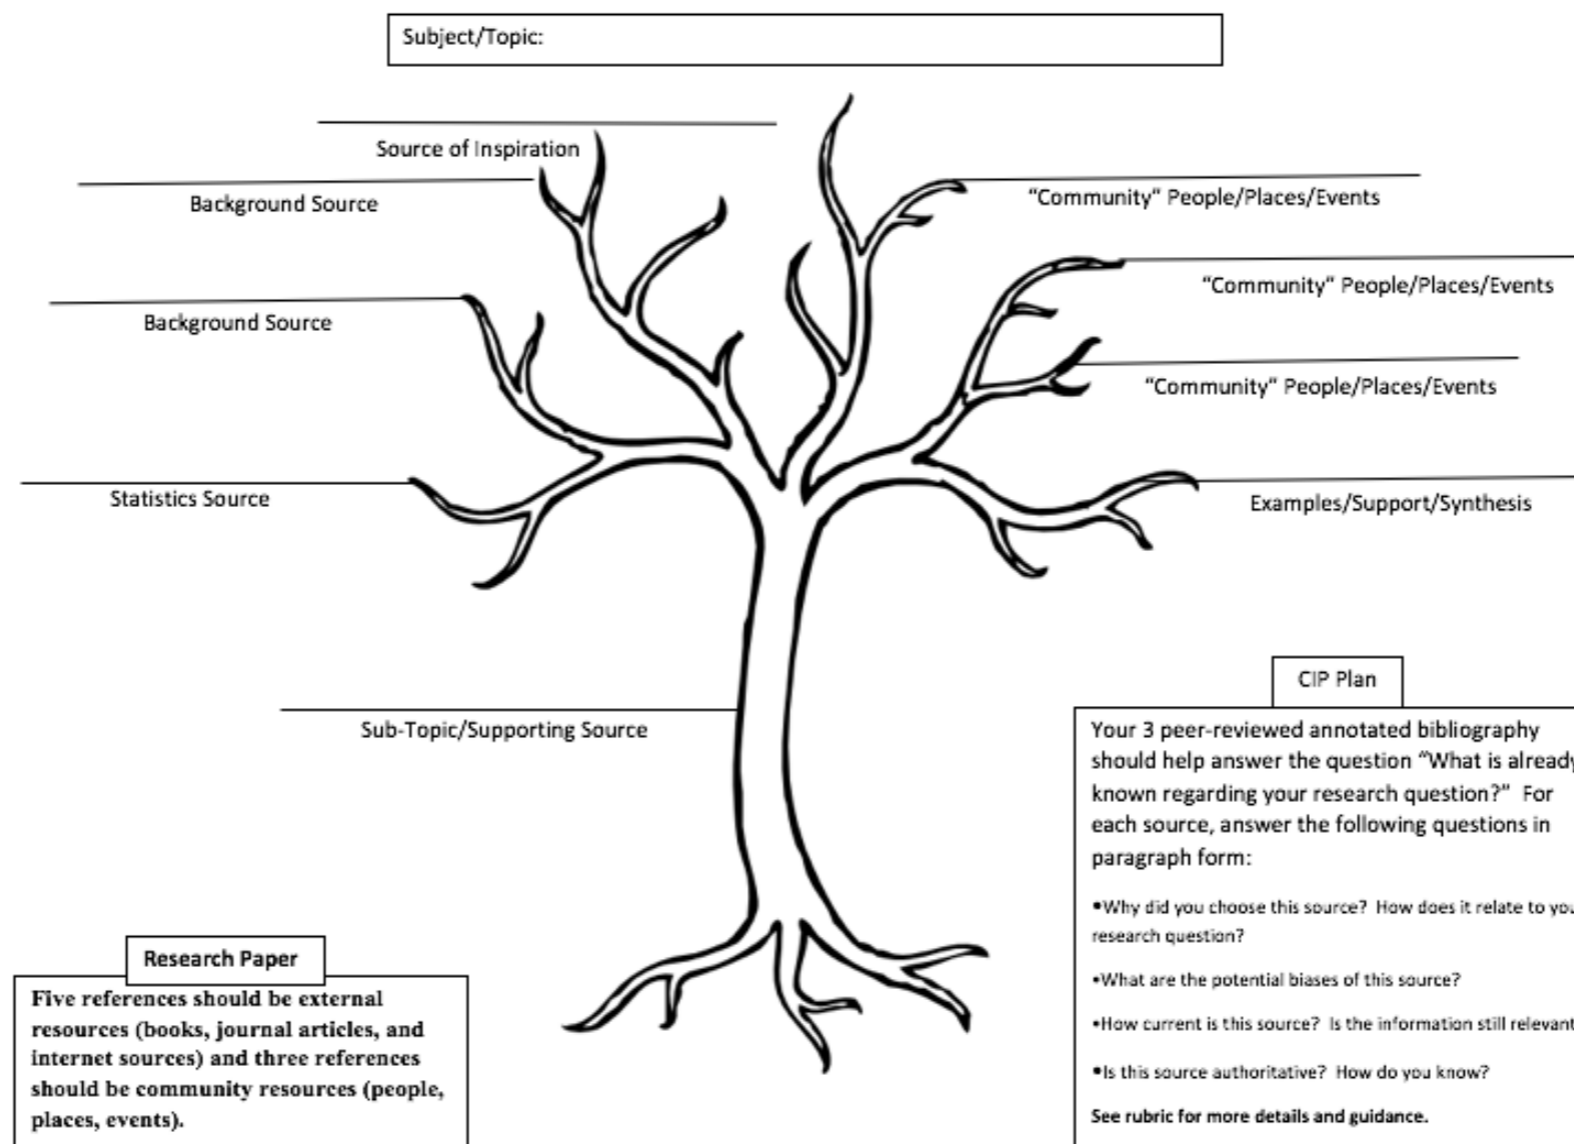 Subject/Topic:
Source of Inspiration
Background Source
"Community" People/Places/Events
"Community" People/Places/Events
Background Source
"Community" People/Places/Events
Statistics Source
Examples/Support/Synthesis
Sub-Topic/Supporting Source
CIP Plan
Your 3 peer-reviewed annotated bibliography
should help answer the question “What is already
known regarding your research question?” For
each source, answer the following questions in
paragraph form:
•Why did you choose this source? How does it relate to you
research question?
•What are the potential biases of this source?
•How current is this source? Is the information still relevant
•Is this source authoritative? How do you know?
See rubric for more details and guidance.
Research Paper
Five references should be external
resources (books, journal articles, and
internet sources) and three references
should be community resources (people,
places, events).